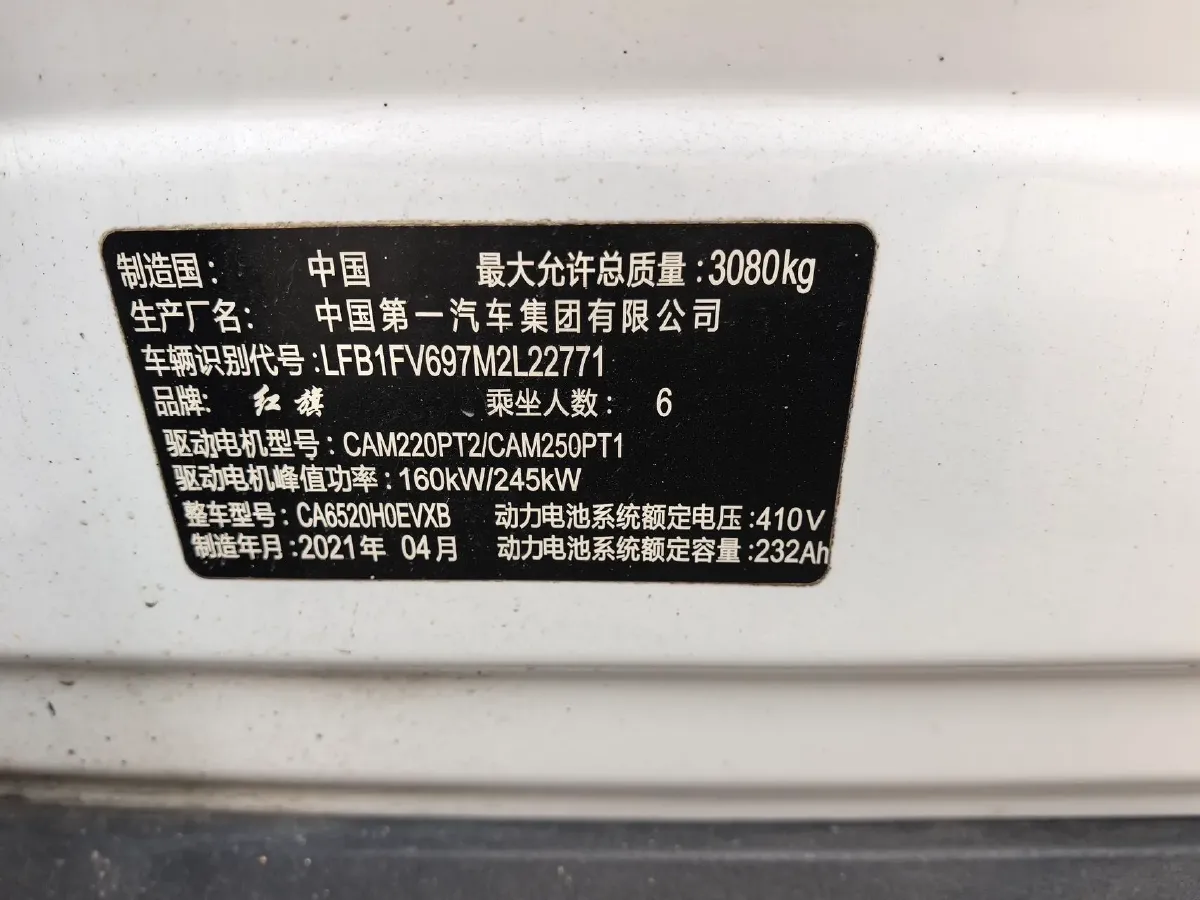 制造国： 中国 最大允许总质量：3080kg
生产厂名： 中国第一汽车集团有限公司
车辆识别代号：LFB1FV697M2L22771
品牌： 红旗 乘坐人数： 6
驱动电机型号：CAM220PT2/CAM250PT1
驱动电机峰值功率：160kW/245kW
整车型号：CA6520H0EVXB 动力电池系统额定电压：410V
制造年月：2021年 04月 动力电池系统额定容量：232Ah